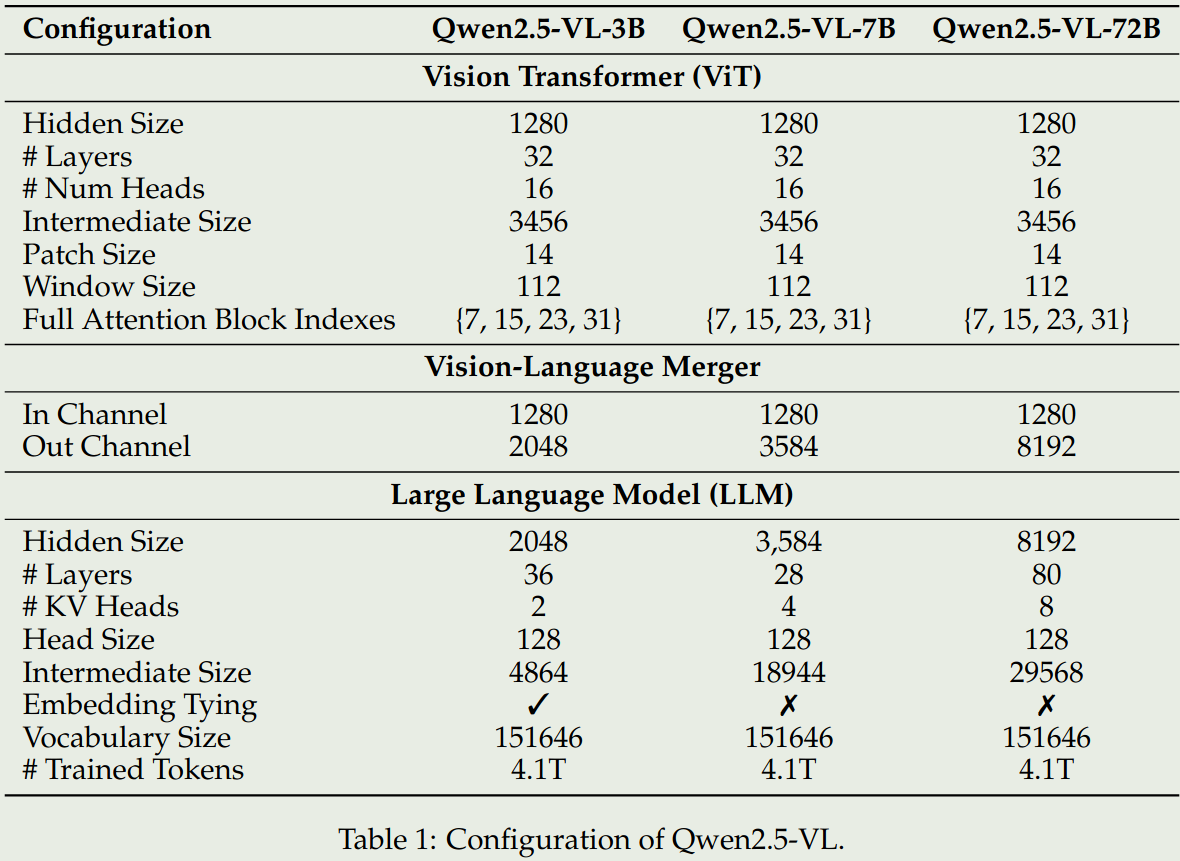 Configuration Qwen2.5-VL-3B Qwen2.5-VL-7B Qwen2.5-VL-72B
Vision Transformer (ViT)
Hidden Size 1280 1280 1280
# Layers 32 32 32
# Num Heads 16 16 16
Intermediate Size 3456 3456 3456
Patch Size 14 14 14
Window Size 112 112 112
Full Attention Block Indexes {7, 15, 23, 31} {7, 15, 23, 31} {7, 15, 23, 31}
Vision-Language Merger
In Channel 1280 1280 1280
Out Channel 2048 3584 8192
Large Language Model (LLM)
Hidden Size 2048 3,584 8192
# Layers 36 28 80
# KV Heads 2 4 8
Head Size 128 128 128
Intermediate Size 4864 18944 29568
Embedding Tying ✓ ✗ ✗
Vocabulary Size 151646 151646 151646
# Trained Tokens 4.1T 4.1T 4.1T
Table 1: Configuration of Qwen2.5-VL.